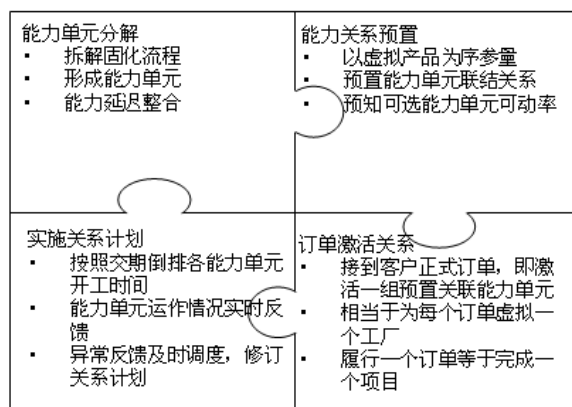 能力单元分解
▪ 拆解固化流程
▪ 形成能力单元
▪ 能力延迟整合
能力关系预置
▪ 以虚拟产品为序参量
▪ 预置能力单元联结关系
▪ 预知可选能力单元可动率
实施关系计划
▪ 按照交期倒排各能力单元
开工时间
▪ 能力单元运作情况实时反
馈
▪ 异常反馈及时调度，修订
关系计划
订单激活关系
▪ 接到客户正式订单，即激
活一组预置关联能力单元
▪ 相当于为每个订单虚拟一
个工厂
▪ 履行一个订单等于完成一
个项目